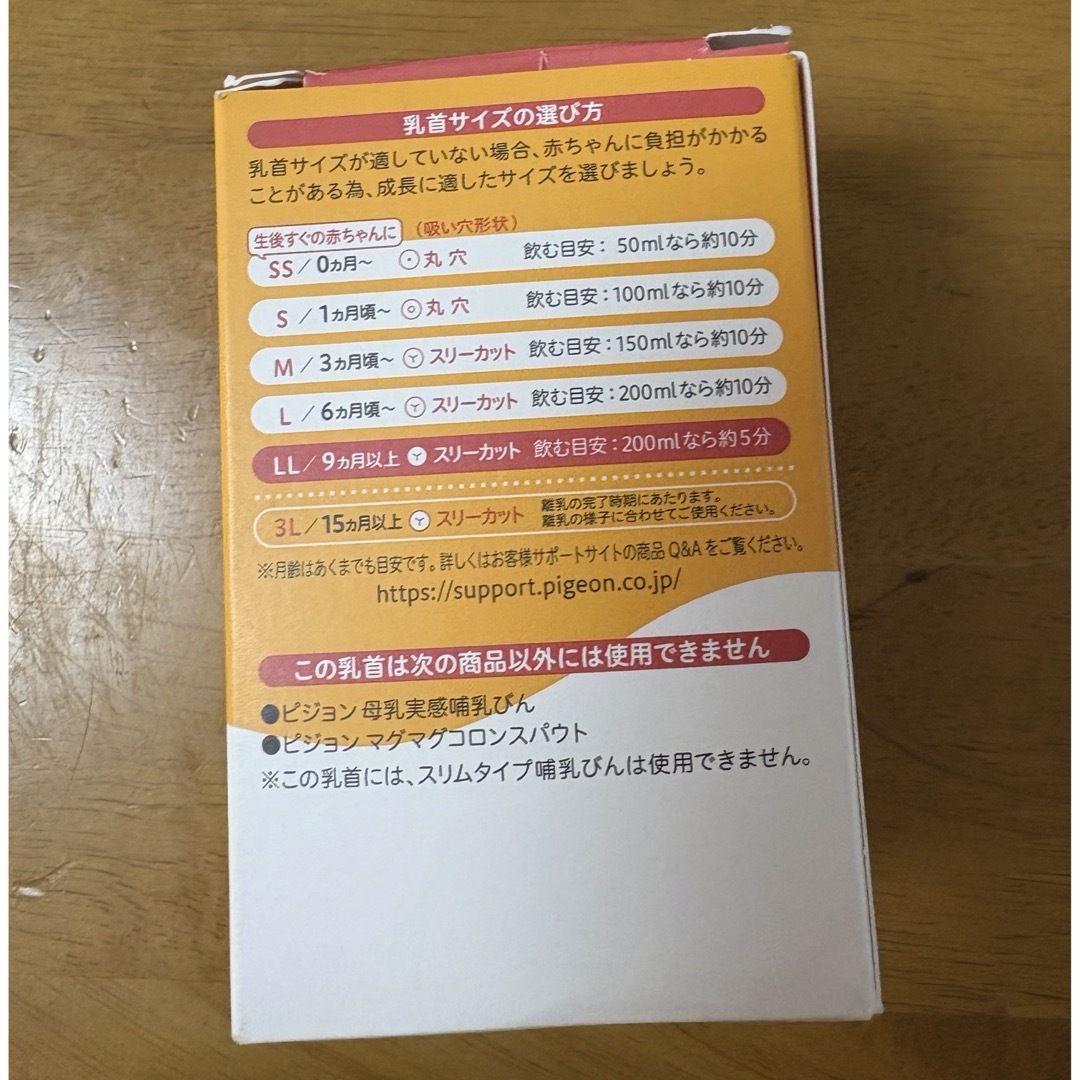 乳首サイズの選び方
乳首サイズが適していない場合、赤ちゃんに負担がかかる
ことがある為、成長に適したサイズを選びましょう。
生後すぐの赤ちゃんに (吸い穴形状)
SS/0ヵ月~ 丸穴 飲む目安: 50mlなら約10分
S/1ヵ月頃~ 丸穴 飲む目安:100mlなら約10分
M/3ヵ月頃~ スリーカット 飲む目安:150mlなら約10分
L/6ヵ月頃~ スリーカット 飲む目安:200mlなら約10分
LL/9ヵ月以上 スリーカット 飲む目安:200mlなら約5分
3L/15ヵ月以上 スリーカット 離乳の完了時期にあたります。
離乳の様子に合わせてご使用ください。
※月齢はあくまでも目安です。詳しくはお客様サポートサイトの商品Q&Aをご覧ください。
https://support.pigeon.co.jp/
この乳首は次の商品以外には使用できません
●ピジョン 母乳実感哺乳びん
●ピジョン マグマグコロンスパウト
※この乳首には、スリムタイプ哺乳びんは使用できません。